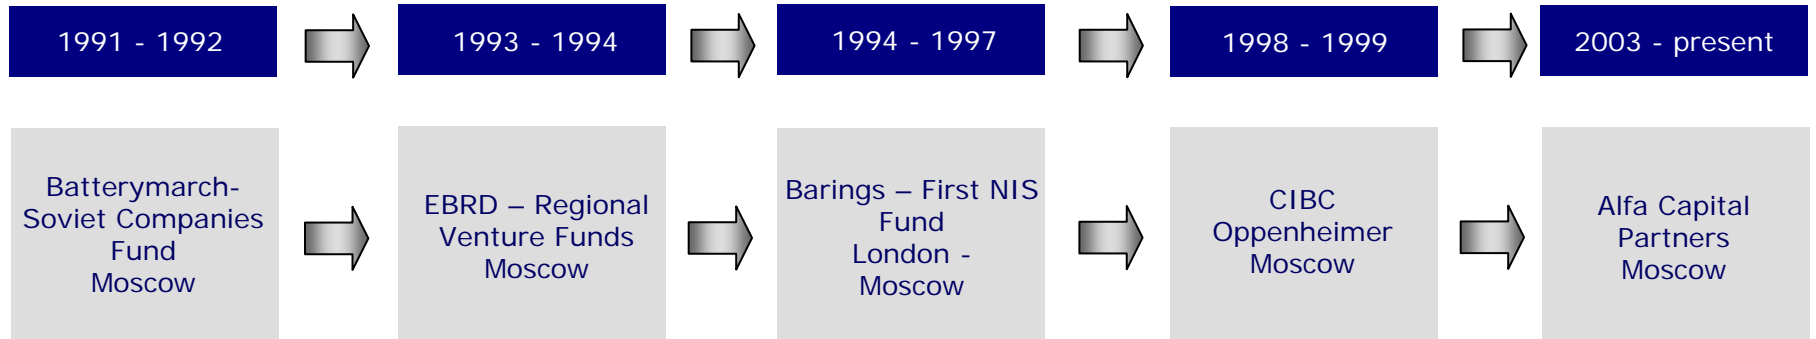 1991 - 1992
1993 - 1994
1994 - 1997
1998 - 1999
2003 - present
Batterymarch-
Soviet Companies
Fund
Moscow
EBRD – Regional
Venture Funds
Moscow
Barings – First NIS
Fund
London -
Moscow
CIBC
Oppenheimer
Moscow
Alfa Capital
Partners
Moscow